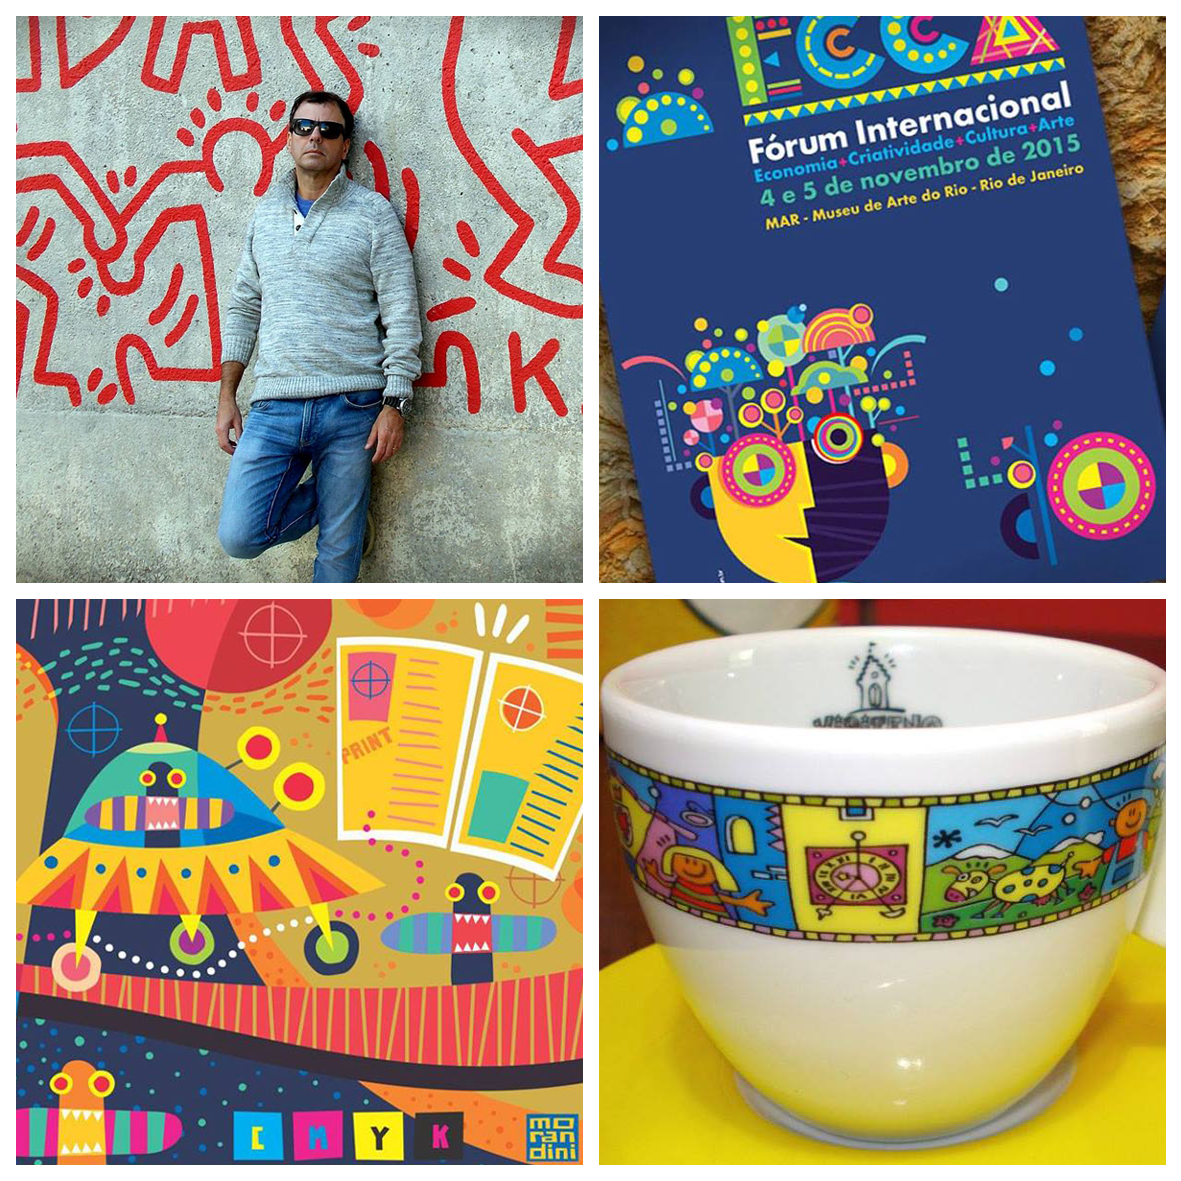 ECCA
Fórum Internacional
Economia+Criatividade+Cultura+Arte
4 e 5 de novembro de 2015
MAR - Museu de Arte do Rio - Rio de Janeiro
PRINT
C M Y K
mo
ran
dini